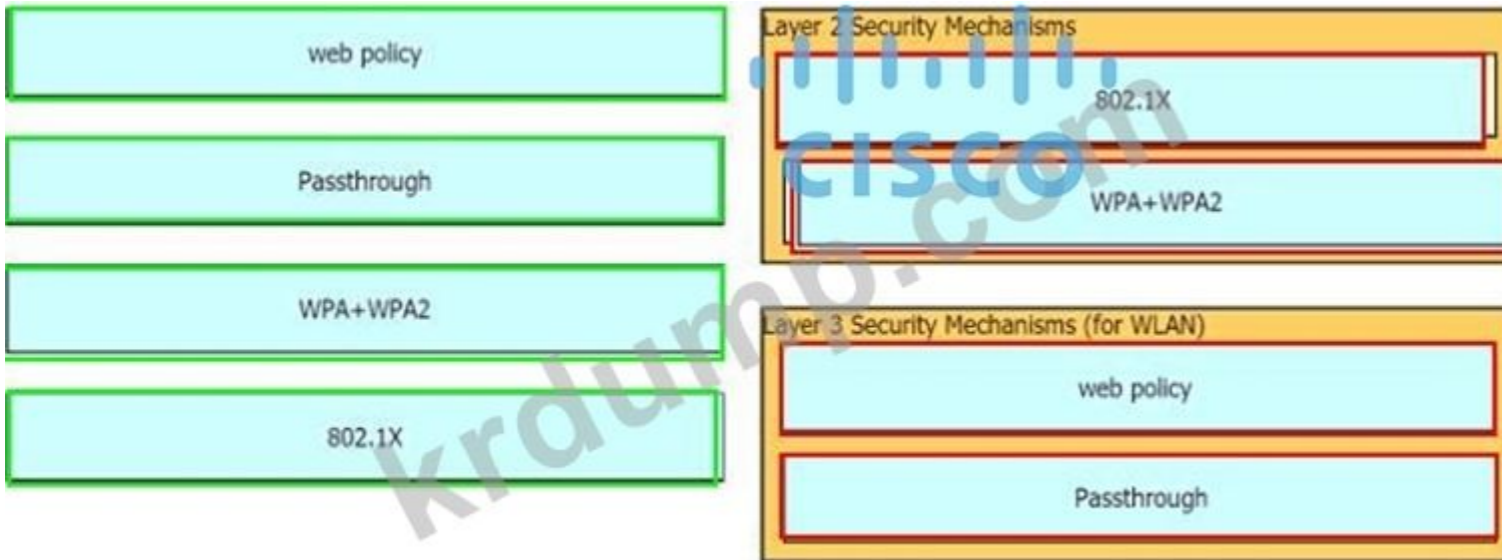 web policy
Passthrough
WPA+WPA2
802.1X
Layer 2 Security Mechanisms
802.1X
WPA+WPA2
Layer 3 Security Mechanisms (for WLAN)
web policy
Passthrough
CISCO
krdump.com